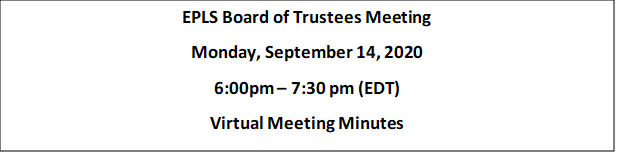 EPLS Board of Trustees Meeting
Monday, September 14, 2020
6:00pm – 7:30 pm (EDT)
Virtual Meeting Minutes